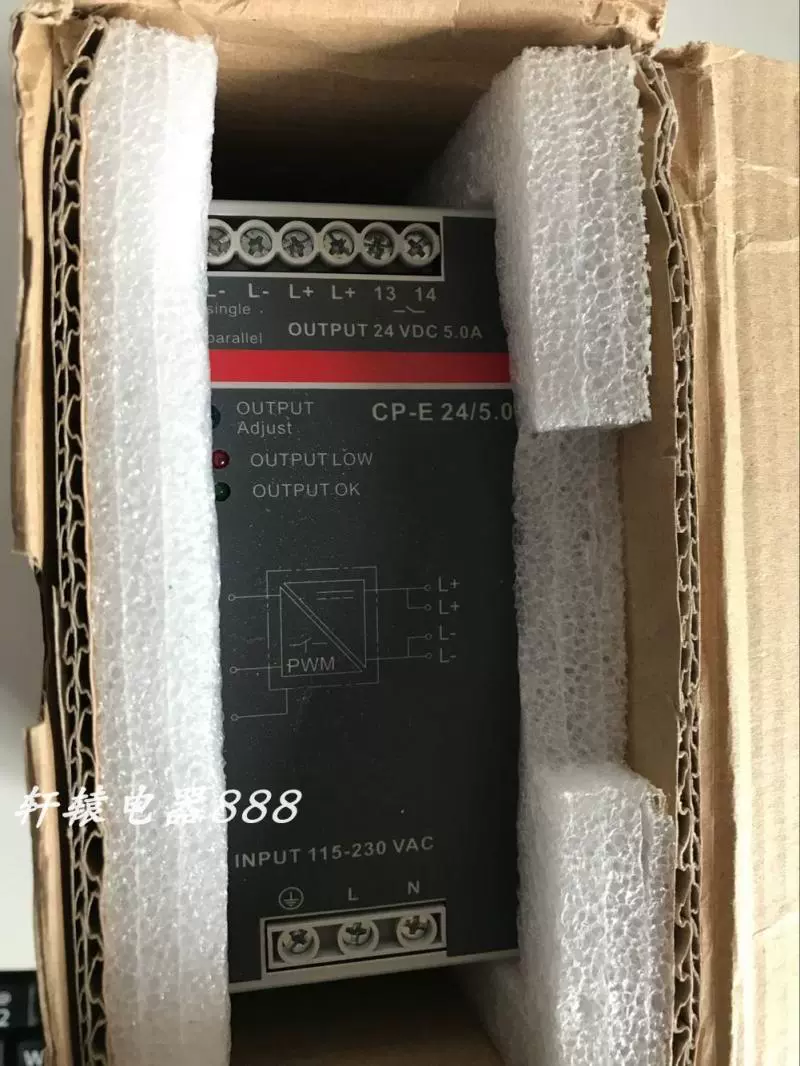 L- L- L+ L+ 13 14
single
parallel
OUTPUT 24 VDC 5.0A
OUTPUT
Adjust
CP-E 24/5.0
OUTPUT LOW
OUTPUT OK
L+
L+
L-
L-
PWM
轩辕电器888
INPUT 115-230 VAC
L N
2
W